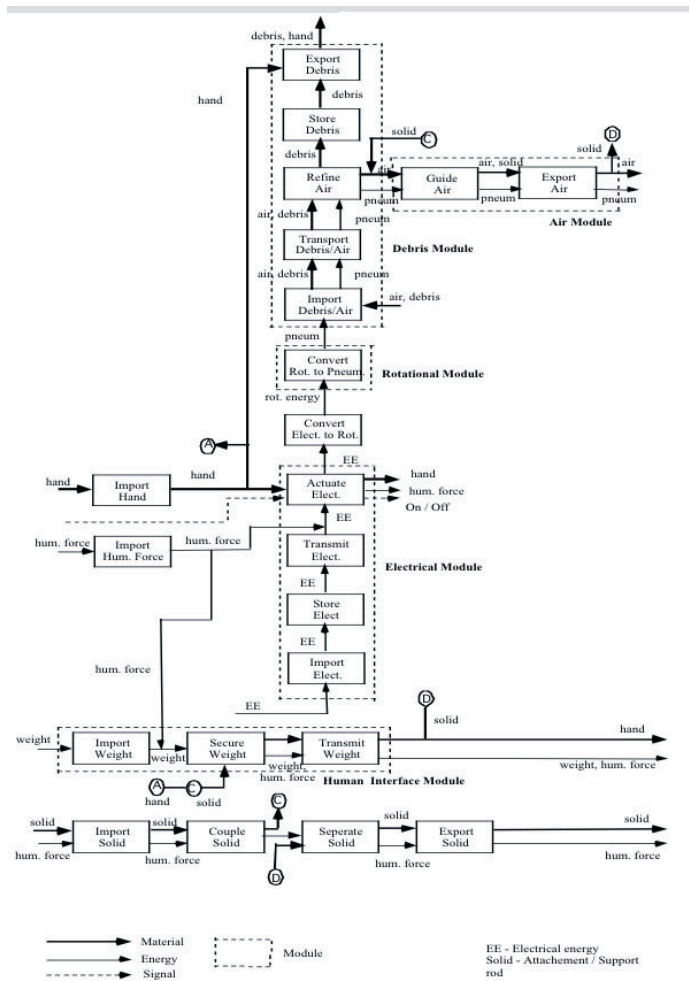 debris, hand
Export
Debris
hand
debris
Store
Debris
solid
C
D
debris
solid
air, solid
air
air
Refine
Air
Guide
Air
Export
Air
pneum
pneum
pneum
air, debris
pneum
Air Module
Transport
Debris/Air
Debris Module
air, debris
pneum
Import
Debris/Air
air, debris
pneum
Convert
Rot. to Pneum.
Rotational Module
rot. energy
Convert
Elect. to Rot.
A
EE
hand
Import
Hand
hand
Actuate
Elect.
hum. force
On / Off
EE
hum. force
Import
Hum. Force
hum. force
Transmit
Elect.
Electrical Module
EE
Store
Elect
EE
hum. force
Import
Elect.
EE
D
solid
hand
weight
Import
Weight
weight
Secure
Weight
Transmit
Weight
weight,
hum. force
weight, hum. force
Human Interface Module
A
C
hand
solid
C
solid
Import
Solid
solid
Couple
Solid
Seperate
Solid
solid
Export
Solid
solid
hum. force
hum. force
D
hum. force
hum. force
Material
Energy
Signal
Module
EE - Electrical energy
Solid - Attachement / Support
rod